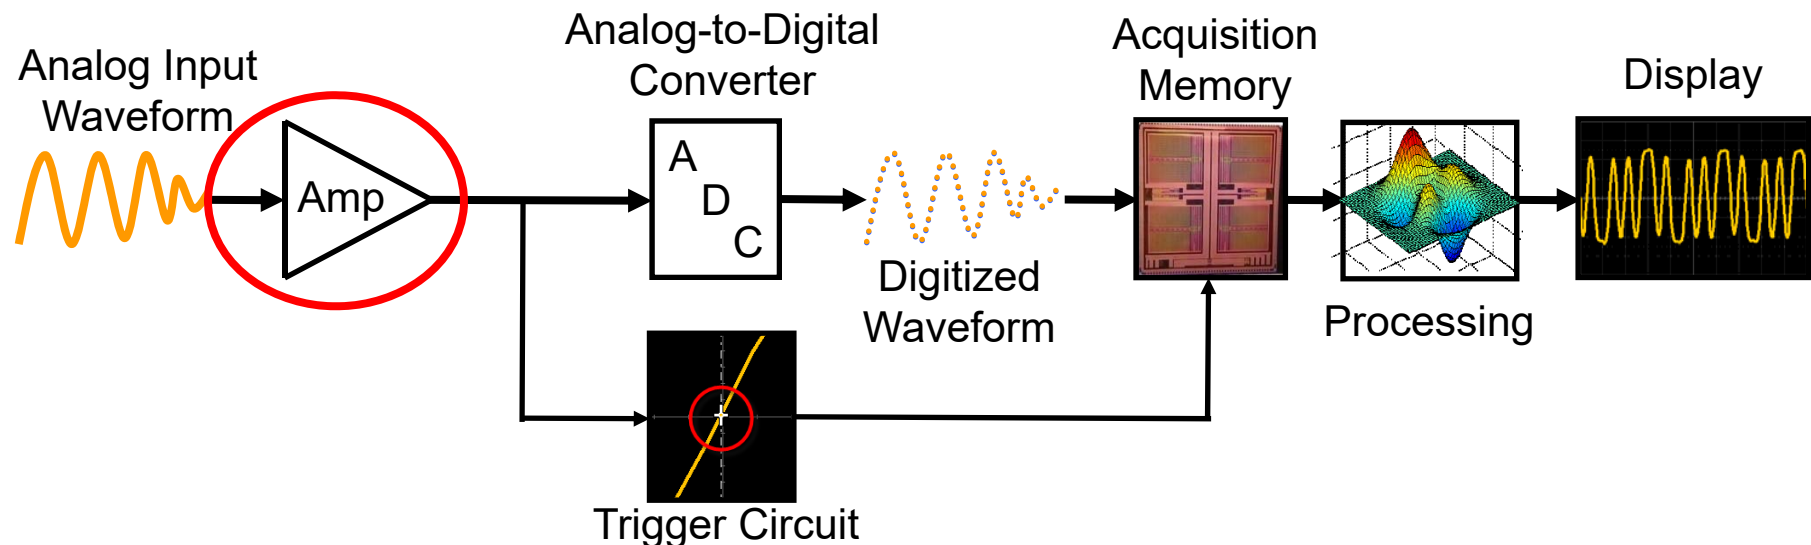 Analog Input
Waveform
Amp
Analog-to-Digital
Converter
A
D
C
Digitized
Waveform
Trigger Circuit
Acquisition
Memory
Processing
Display